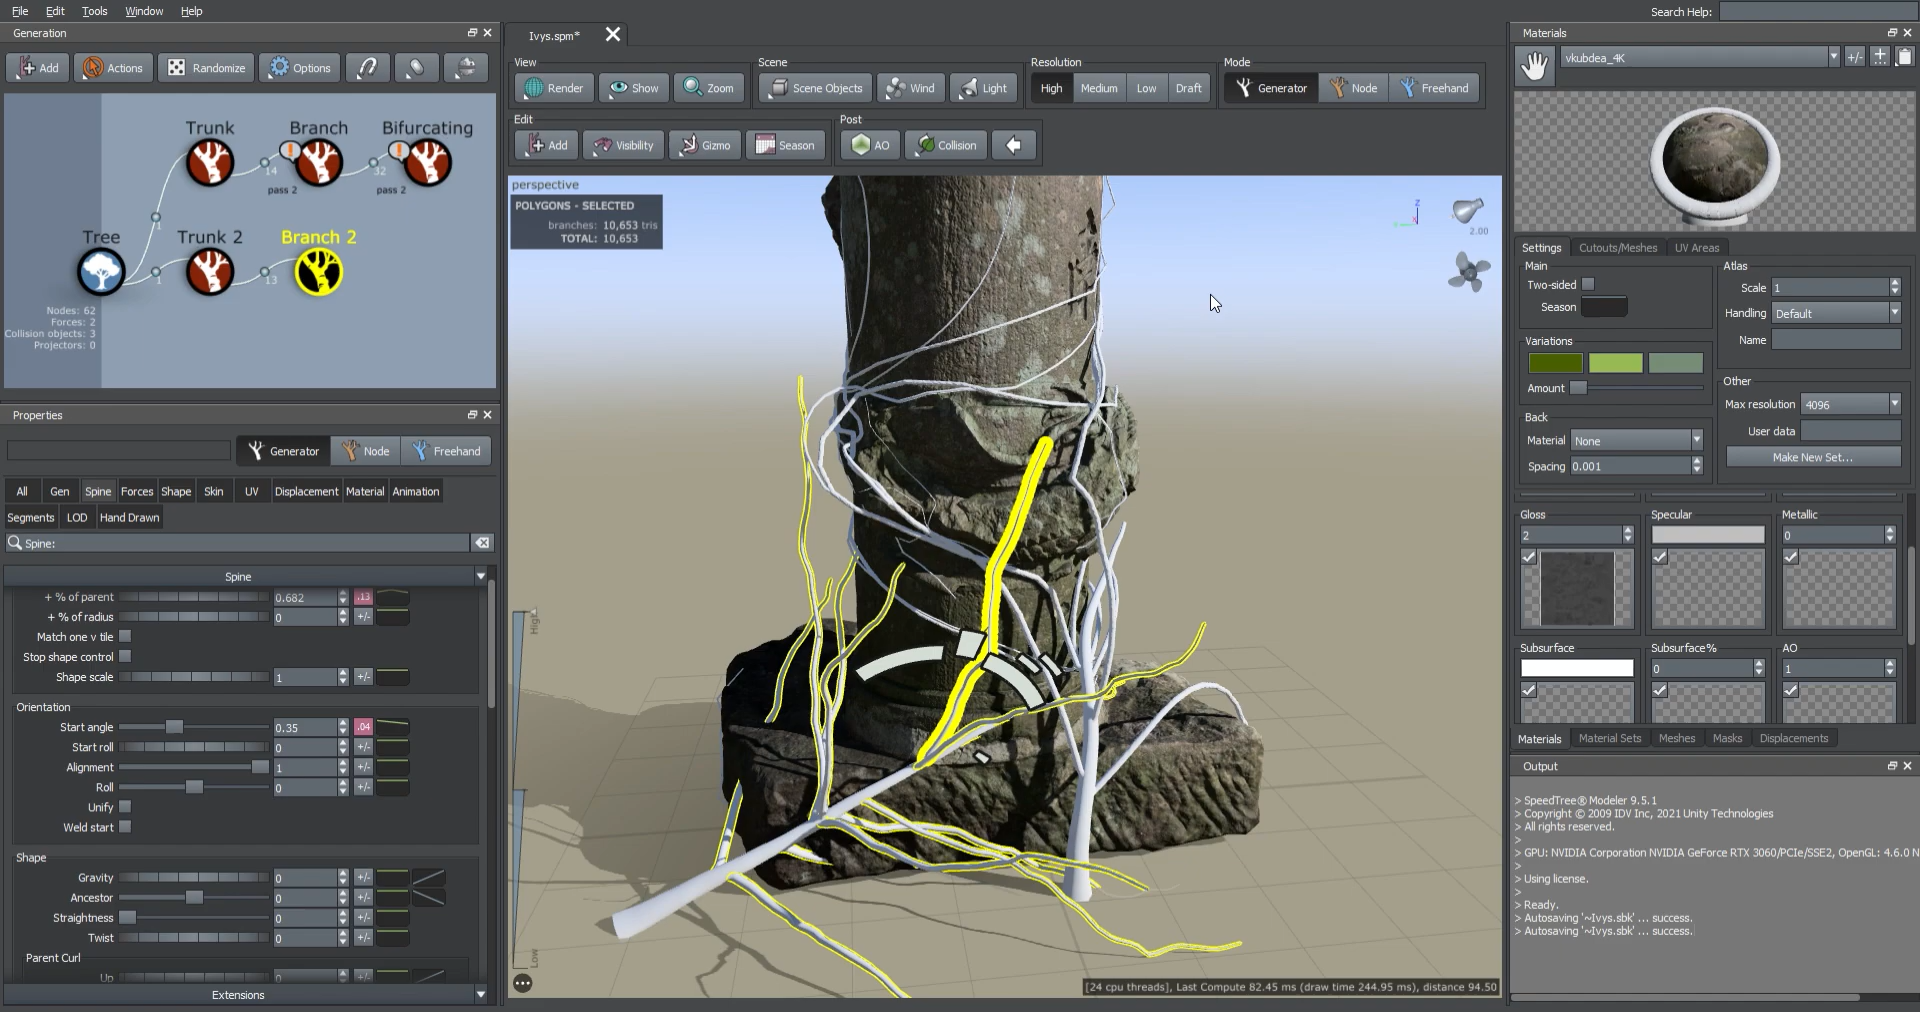 File Edit Tools Window Help Search Help:
Generation
Add Actions Randomize Options
Trunk Branch Bifurcating
14 32
pass 2 pass 2
1
Tree Trunk 2 Branch 2
1 13
Nodes: 62
Forces: 2
Collision objects: 3
Projectors: 0
Properties
Generator Node Freehand
All Gen Spine Forces Shape Skin UV Displacement Material Animation
Segments LOD Hand Drawn
Spine:
Spine
+ % of parent 0.682 .13
+ % of radius 0 +/-
Match one v tile
Stop shape control
Shape scale 1 +/-
Orientation
Start angle 0.35 .04
Start roll 0 +/-
Alignment 1 +/-
Roll 0 +/-
Unify
Weld start
Shape
Gravity 0 +/-
Ancestor 0 +/-
Straightness 0 +/-
Twist 0 +/-
Parent Curl
Up 0 +/-
Extensions
Ivys.spm*
View Scene Resolution Mode
Render Show Zoom Scene Objects Wind Light High Medium Low Draft Generator Node Freehand
Edit Post
Add Visibility Gizmo Season AO Collision
perspective
POLYGONS - SELECTED
branches: 10,653 tris
TOTAL: 10,653
z
2.00
High
Low
[24 cpu threads], Last Compute 82.45 ms (draw time 244.95 ms), distance 94.50
Materials
vkubdea_4K +/-
Settings Cutouts/Meshes UV Areas
Main Atlas
Two-sided Scale 1
Season Handling Default
Name
Variations
Amount
Other
Max resolution 4096
Back
User data
Material None
Make New Set...
Spacing 0.001
Gloss Specular Metallic
2 0
Subsurface Subsurface% AO
0 1
Materials Material Sets Meshes Masks Displacements
Output
> SpeedTree® Modeler 9.5.1
> Copyright © 2009 IDV Inc, 2021 Unity Technologies
> All rights reserved.
>
> GPU: NVIDIA Corporation NVIDIA GeForce RTX 3060/PCIe/SSE2, OpenGL: 4.6.0 N
>
> Using license.
>
> Ready.
> Autosaving '~Ivys.sbk' ... success.
> Autosaving '~Ivys.sbk' ... success.